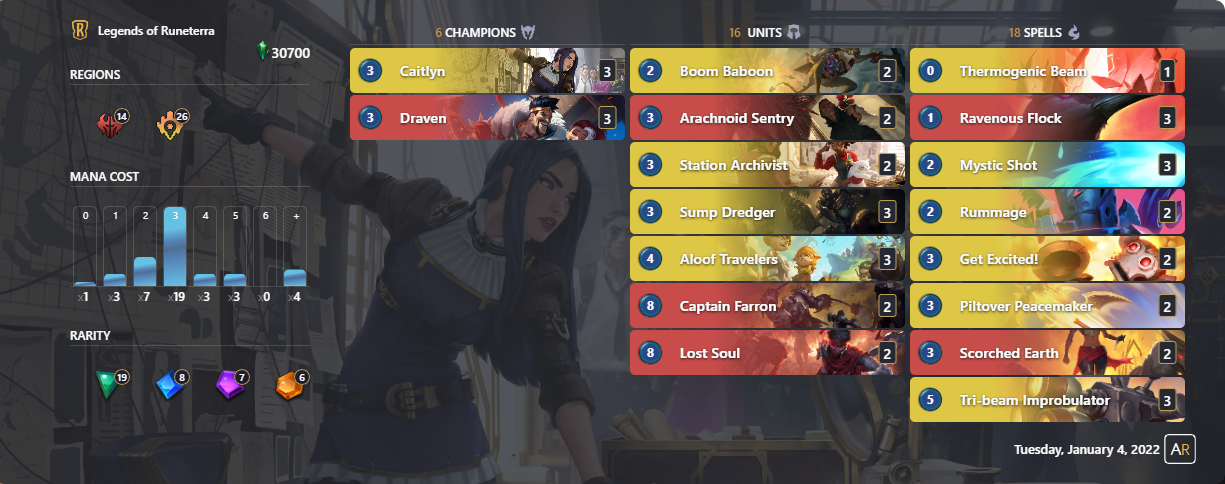 Legends of Runeterra
30700
REGIONS
14
26
MANA COST
0 1 2 3 4 5 6 +
x1 x3 x7 x19 x3 x3 x0 x4
RARITY
19 8 7 6
6 CHAMPIONS
3 Caitlyn 3
3 Draven 3
16 UNITS
2 Boom Baboon 2
3 Arachnoid Sentry 2
3 Station Archivist 2
3 Sump Dredger 3
4 Aloof Travelers 3
8 Captain Farron 2
8 Lost Soul 2
18 SPELLS
0 Thermogenic Beam 1
1 Ravenous Flock 3
2 Mystic Shot 3
2 Rummage 2
3 Get Excited! 2
3 Piltover Peacemaker 2
3 Scorched Earth 2
5 Tri-beam Improbulator 3
Tuesday, January 4, 2022 AR